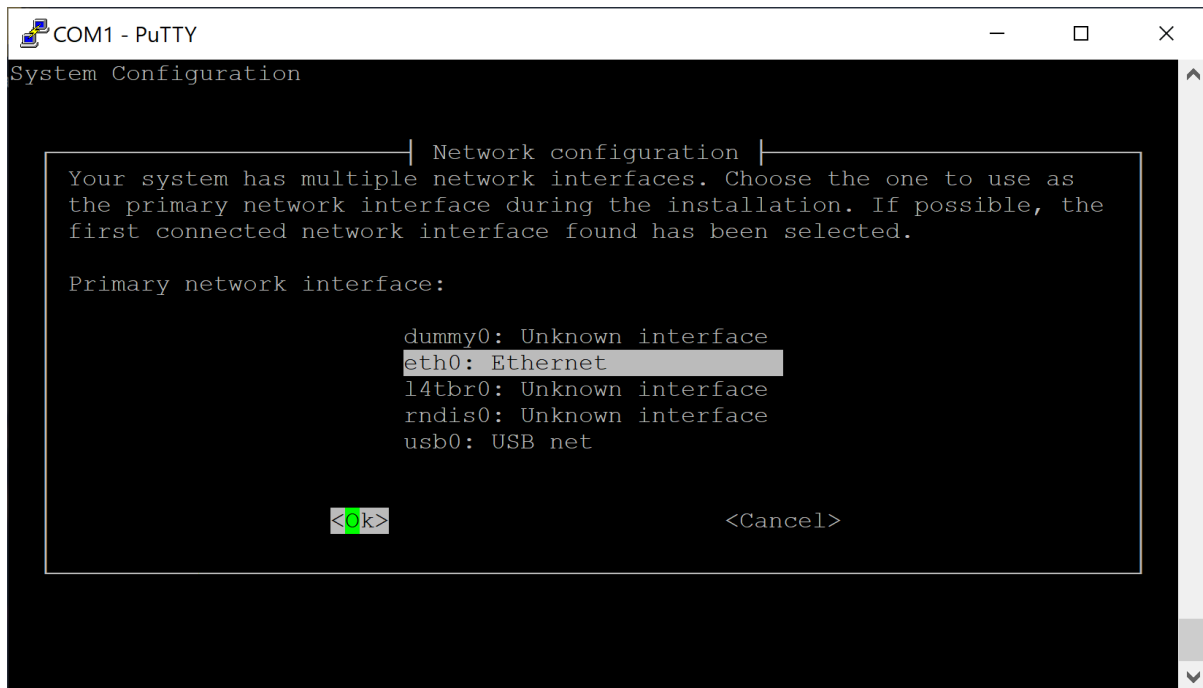 COM1 - PuTTY
System Configuration
Network configuration
Your system has multiple network interfaces. Choose the one to use as
the primary network interface during the installation. If possible, the
first connected network interface found has been selected.
Primary network interface:
dummy0: Unknown interface
eth0: Ethernet
l4tbr0: Unknown interface
rndis0: Unknown interface
usb0: USB net
<Ok> <Cancel>